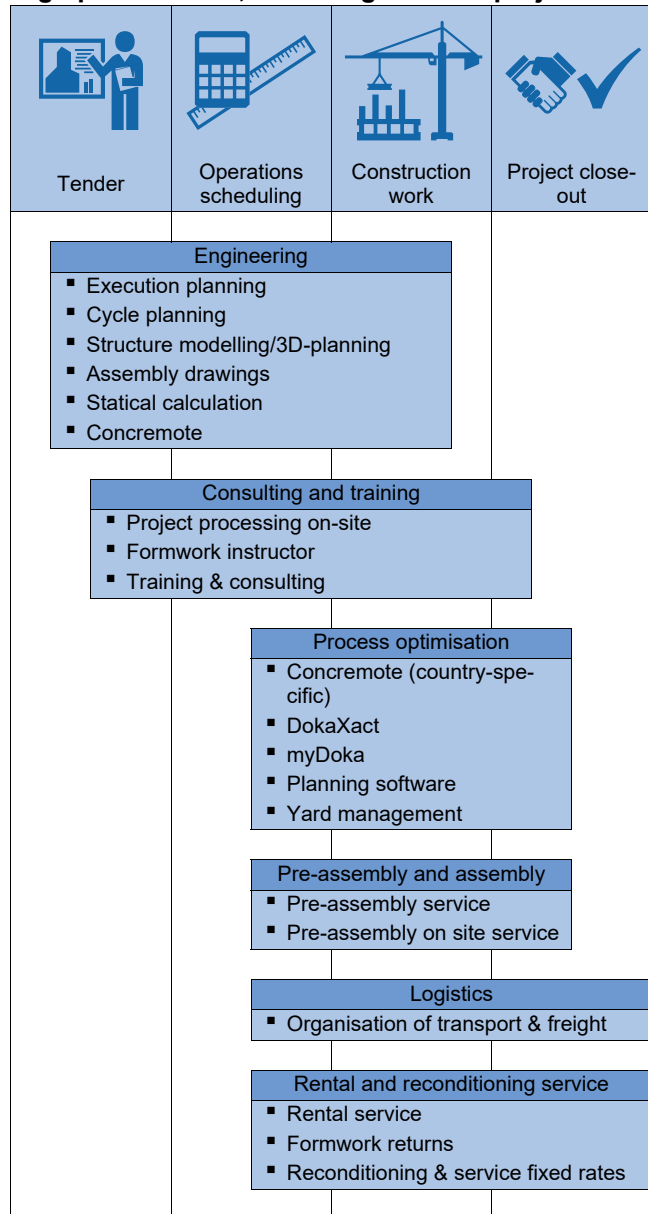 Tender
Operations
scheduling
Construction
work
Project close-
out
Engineering
▪ Execution planning
▪ Cycle planning
▪ Structure modelling/3D-planning
▪ Assembly drawings
▪ Statical calculation
▪ Concremote
Consulting and training
▪ Project processing on-site
▪ Formwork instructor
▪ Training & consulting
Process optimisation
▪ Concremote (country-spe-
cific)
▪ DokaXact
▪ myDoka
▪ Planning software
▪ Yard management
Pre-assembly and assembly
▪ Pre-assembly service
▪ Pre-assembly on site service
Logistics
▪ Organisation of transport & freight
Rental and reconditioning service
▪ Rental service
▪ Formwork returns
▪ Reconditioning & service fixed rates